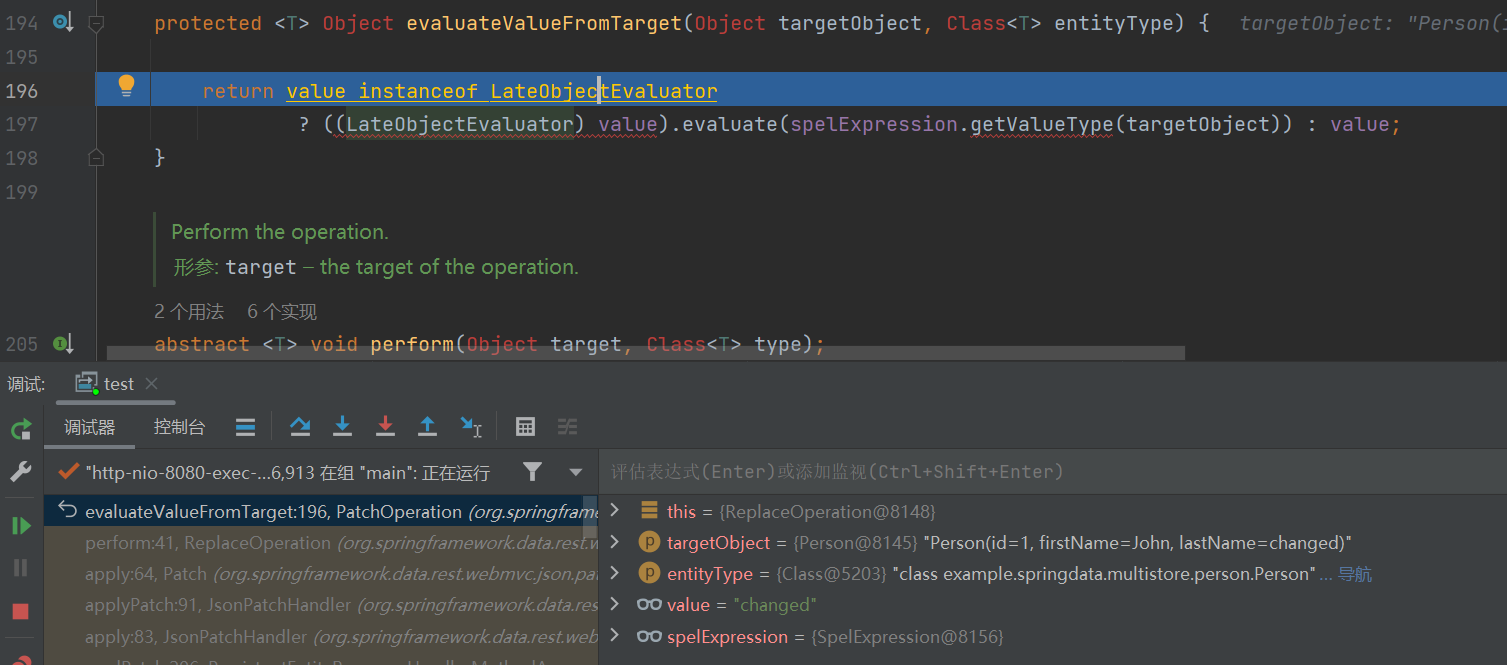 194 protected <T> Object evaluateValueFromTarget(Object targetObject, Class<T> entityType) { targetObject: "Person(
195
196 return value instanceof LateObjectEvaluator
197 ? ((LateObjectEvaluator) value).evaluate(spelExpression.getValueType(targetObject)) : value;
198 }
199
Perform the operation.
形参: target – the target of the operation.
2 个用法 6 个实现
205 abstract <T> void perform(Object target, Class<T> type);
调试: test
调试器 控制台
"http-nio-8080-exec-...6,913 在组 "main": 正在运行
评估表达式(Enter)或添加监视(Ctrl+Shift+Enter)
evaluateValueFromTarget:196, PatchOperation (org.springframe
perform:41, ReplaceOperation (org.springframework.data.rest.w
apply:64, Patch (org.springframework.data.rest.webmvc.json.pa
applyPatch:91, JsonPatchHandler (org.springframework.data.res
apply:83, JsonPatchHandler (org.springframework.data.rest.web
this = {ReplaceOperation@8148}
targetObject = {Person@8145} "Person(id=1, firstName=John, lastName=changed)"
entityType = {Class@5203} "class example.springdata.multistore.person.Person" ... 导航
value = "changed"
spelExpression = {SpelExpression@8156}